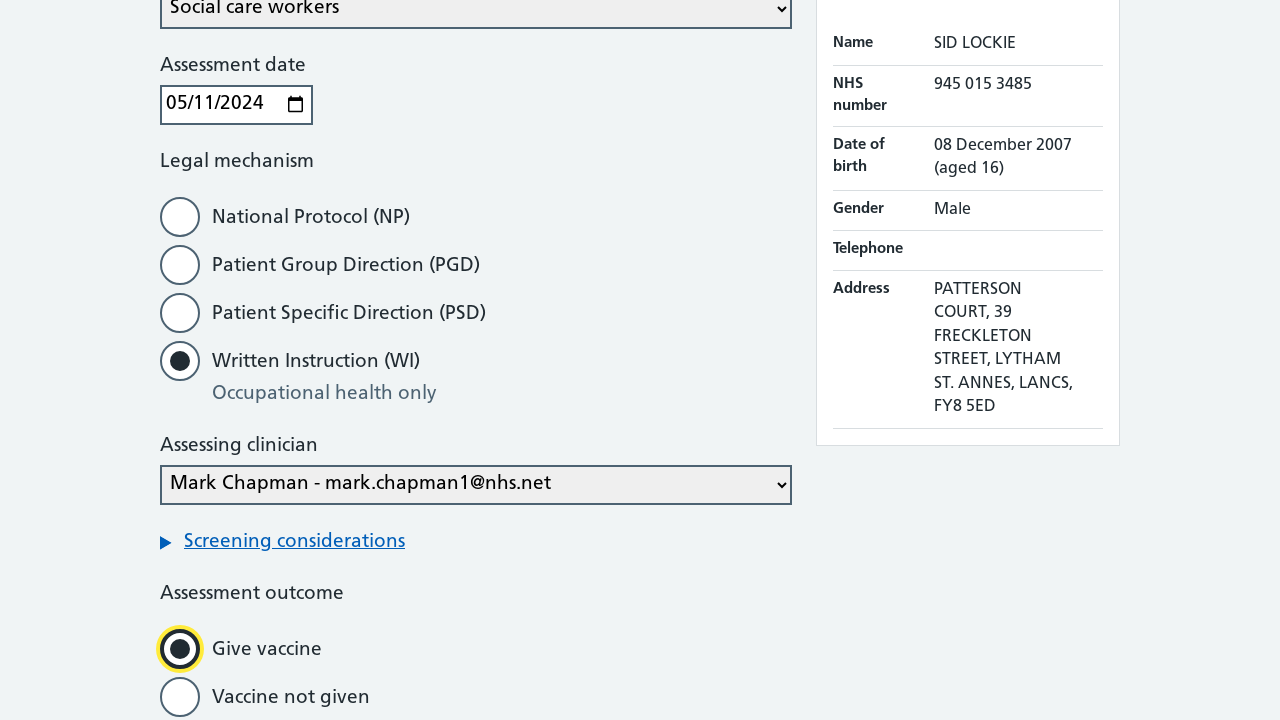 Social care workers
Assessment date
05/11/2024
Legal mechanism
National Protocol (NP)
Patient Group Direction (PGD)
Patient Specific Direction (PSD)
Written Instruction (WI)
Occupational health only
Assessing clinician
Mark Chapman - mark.chapman1@nhs.net
Screening considerations
Assessment outcome
Give vaccine
Vaccine not given
Name SID LOCKIE
NHS number 945 015 3485
Date of birth 08 December 2007
(aged 16)
Gender Male
Telephone
Address PATTERSON
COURT, 39
FRECKLETON
STREET, LYTHAM
ST. ANNES, LANCS,
FY8 5ED